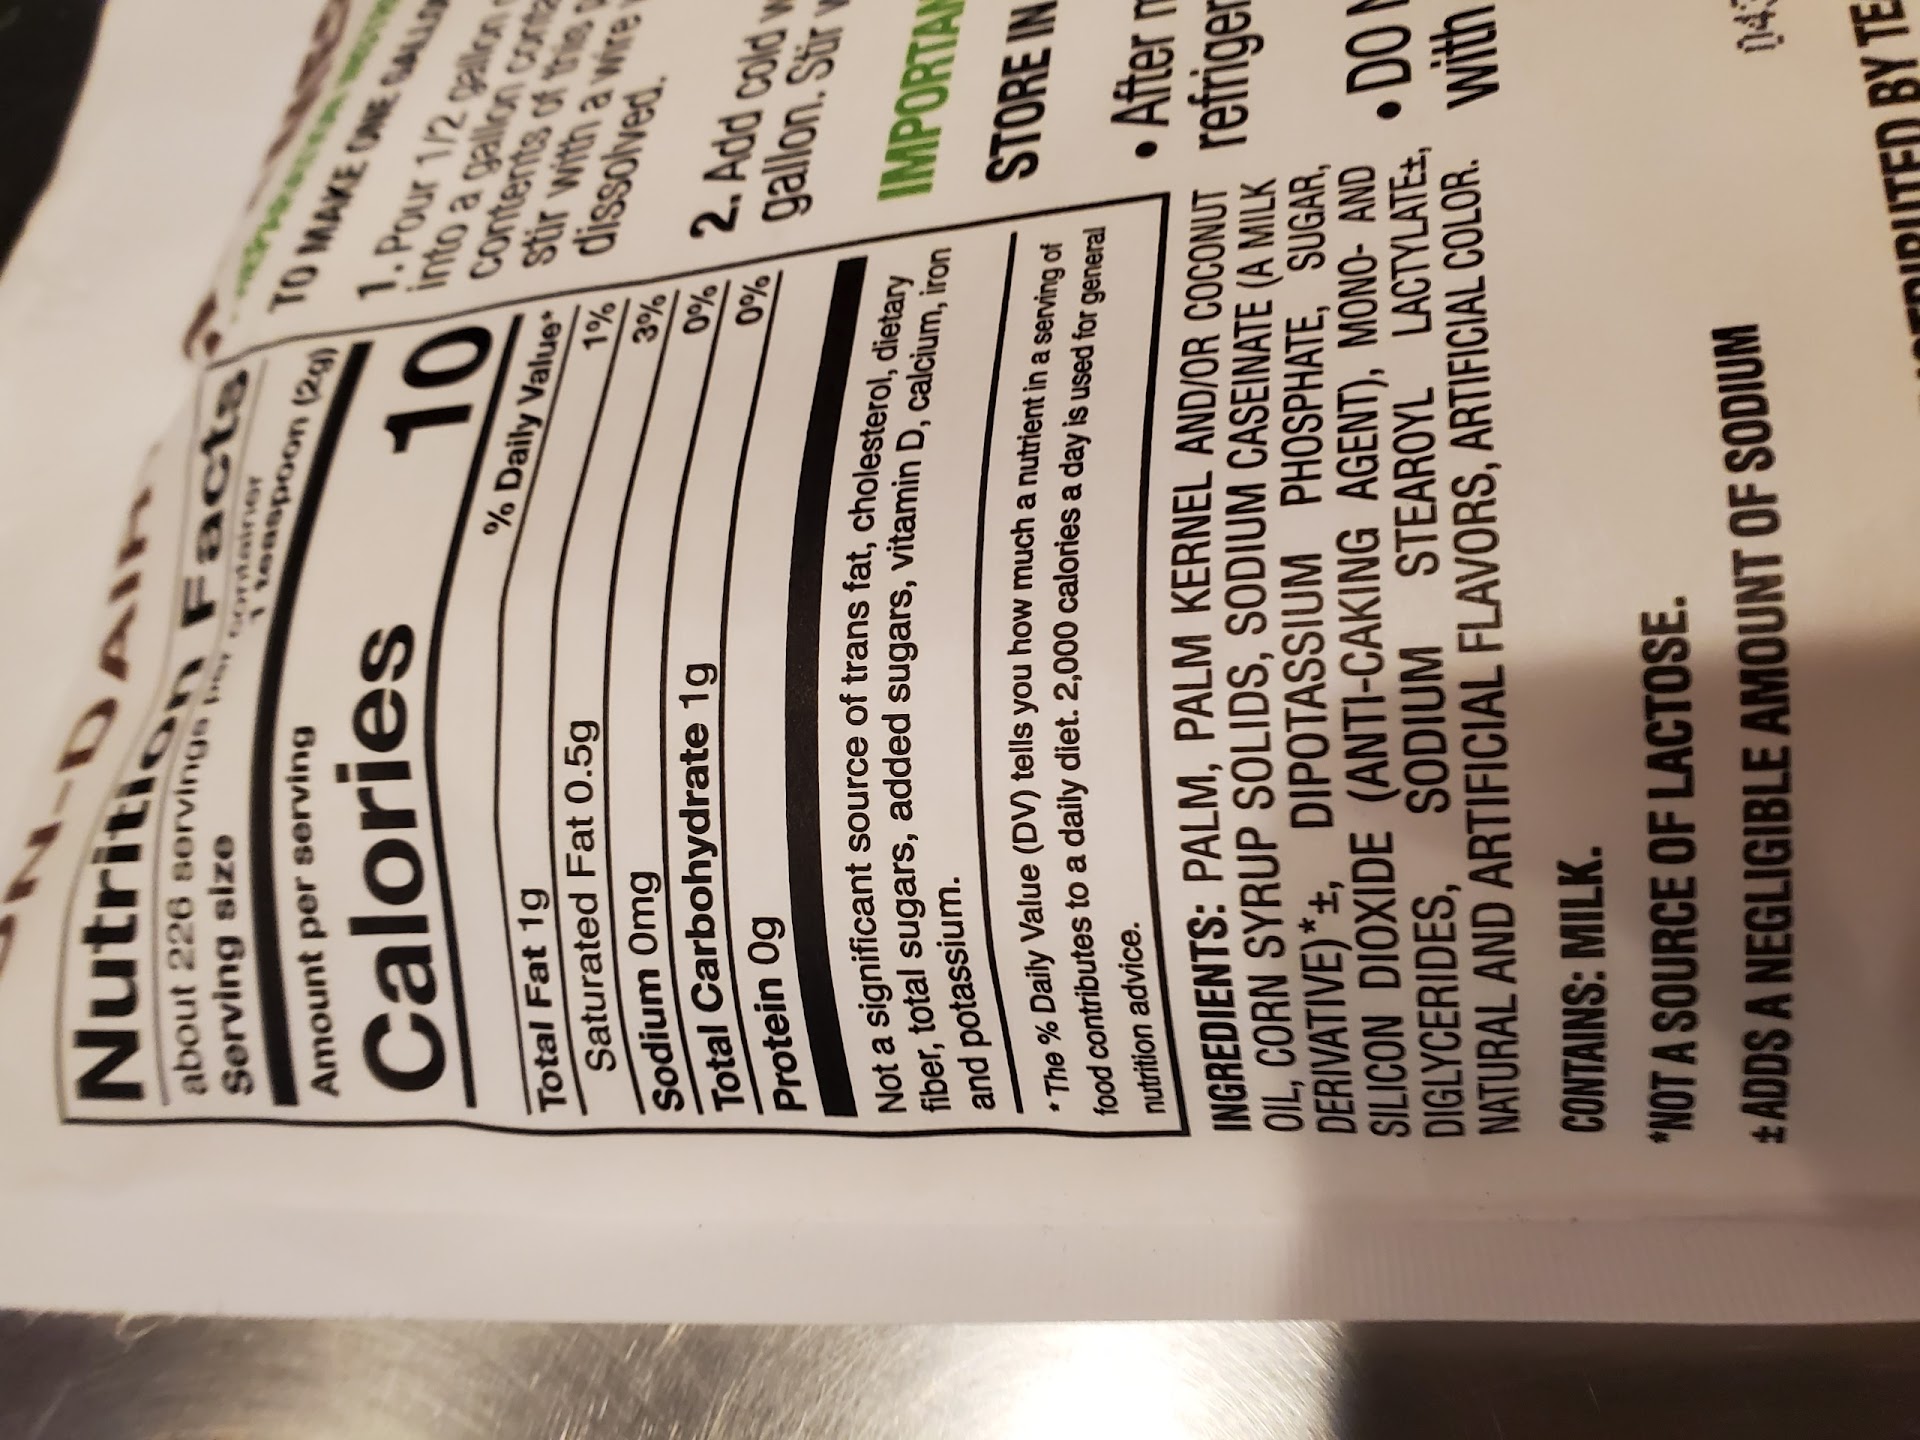 Nutrition Facts
about 226 servings per container
Serving size 1 teaspoon (2g)
Amount per serving
Calories 10
% Daily Value*
Total Fat 1g 1%
Saturated Fat 0.5g 3%
Sodium 0mg 0%
Total Carbohydrate 1g 0%
Protein 0g
Not a significant source of trans fat, cholesterol, dietary
fiber, total sugars, added sugars, vitamin D, calcium, iron
and potassium.
*The % Daily Value (DV) tells you how much a nutrient in a serving of
food contributes to a daily diet. 2,000 calories a day is used for general
nutrition advice.
INGREDIENTS: PALM, PALM KERNEL AND/OR COCONUT
OIL, CORN SYRUP SOLIDS, SODIUM CASEINATE (A MILK
DERIVATIVE)*±, DIPOTASSIUM PHOSPHATE, SUGAR,
SILICON DIOXIDE (ANTI-CAKING AGENT), MONO- AND
DIGLYCERIDES, SODIUM STEAROYL LACTYLATE±,
NATURAL AND ARTIFICIAL FLAVORS, ARTIFICIAL COLOR.
CONTAINS: MILK.
*NOT A SOURCE OF LACTOSE.
±ADDS A NEGLIGIBLE AMOUNT OF SODIUM
TO MAKE ONE GALLO
1. Pour 1/2 gallon
into a gallon conta
contents of this p
stir with a wire
dissolved.
2. Add cold w
gallon. Stir
IMPORTAN
STORE IN
• After m
refriger
• DO N
with